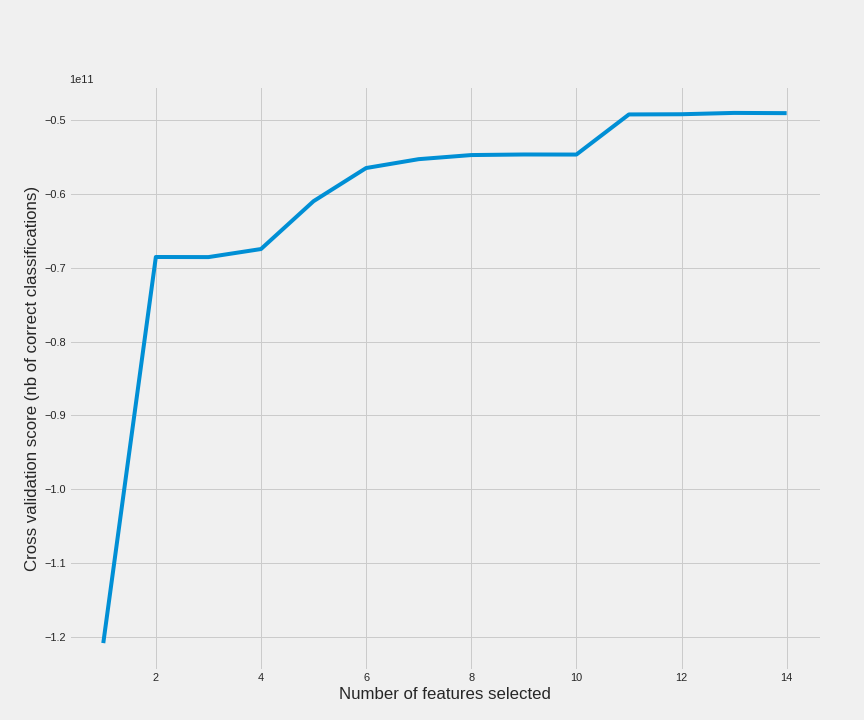 1e11
−0.5
−0.6
−0.7
−0.8
−0.9
−1.0
−1.1
−1.2
Cross validation score (nb of correct classifications)
2 4 6 8 10 12 14
Number of features selected